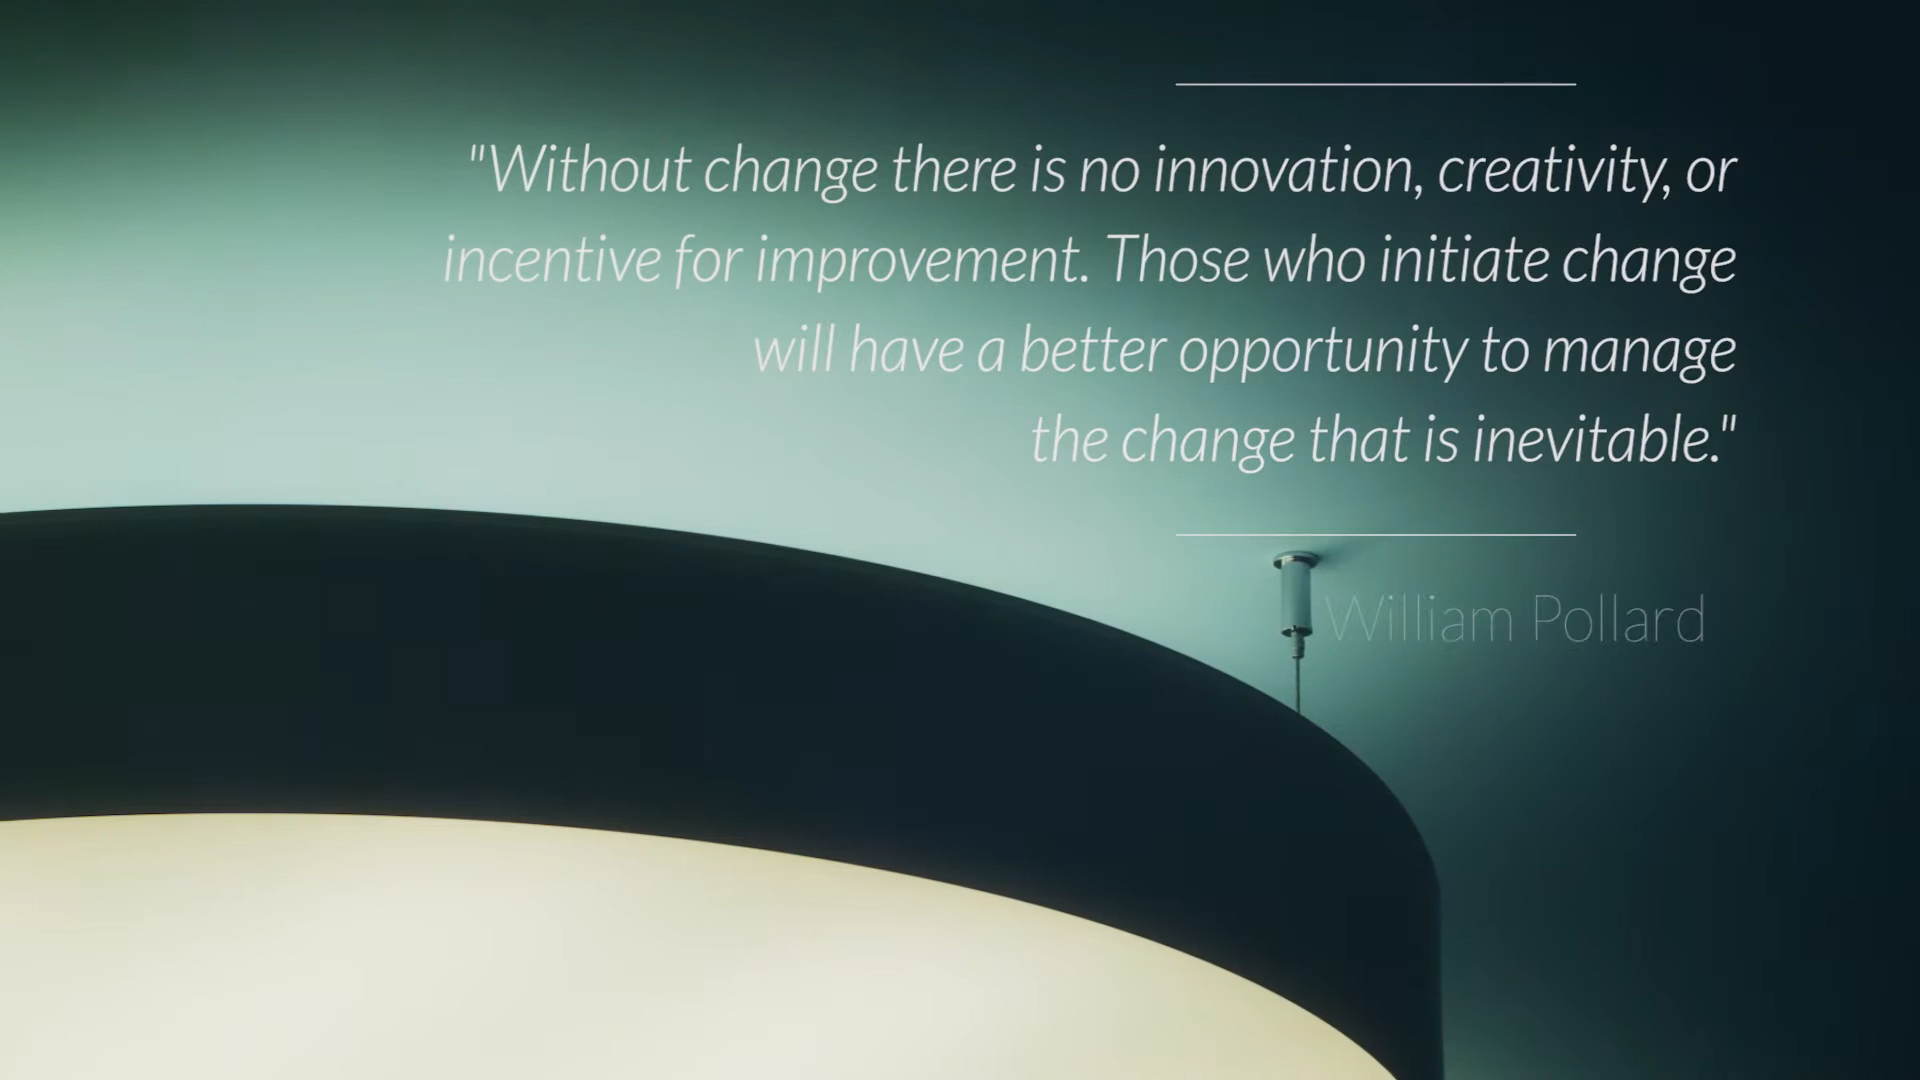 "Without change there is no innovation, creativity, or
incentive for improvement. Those who initiate change
will have a better opportunity to manage
the change that is inevitable."
William Pollard